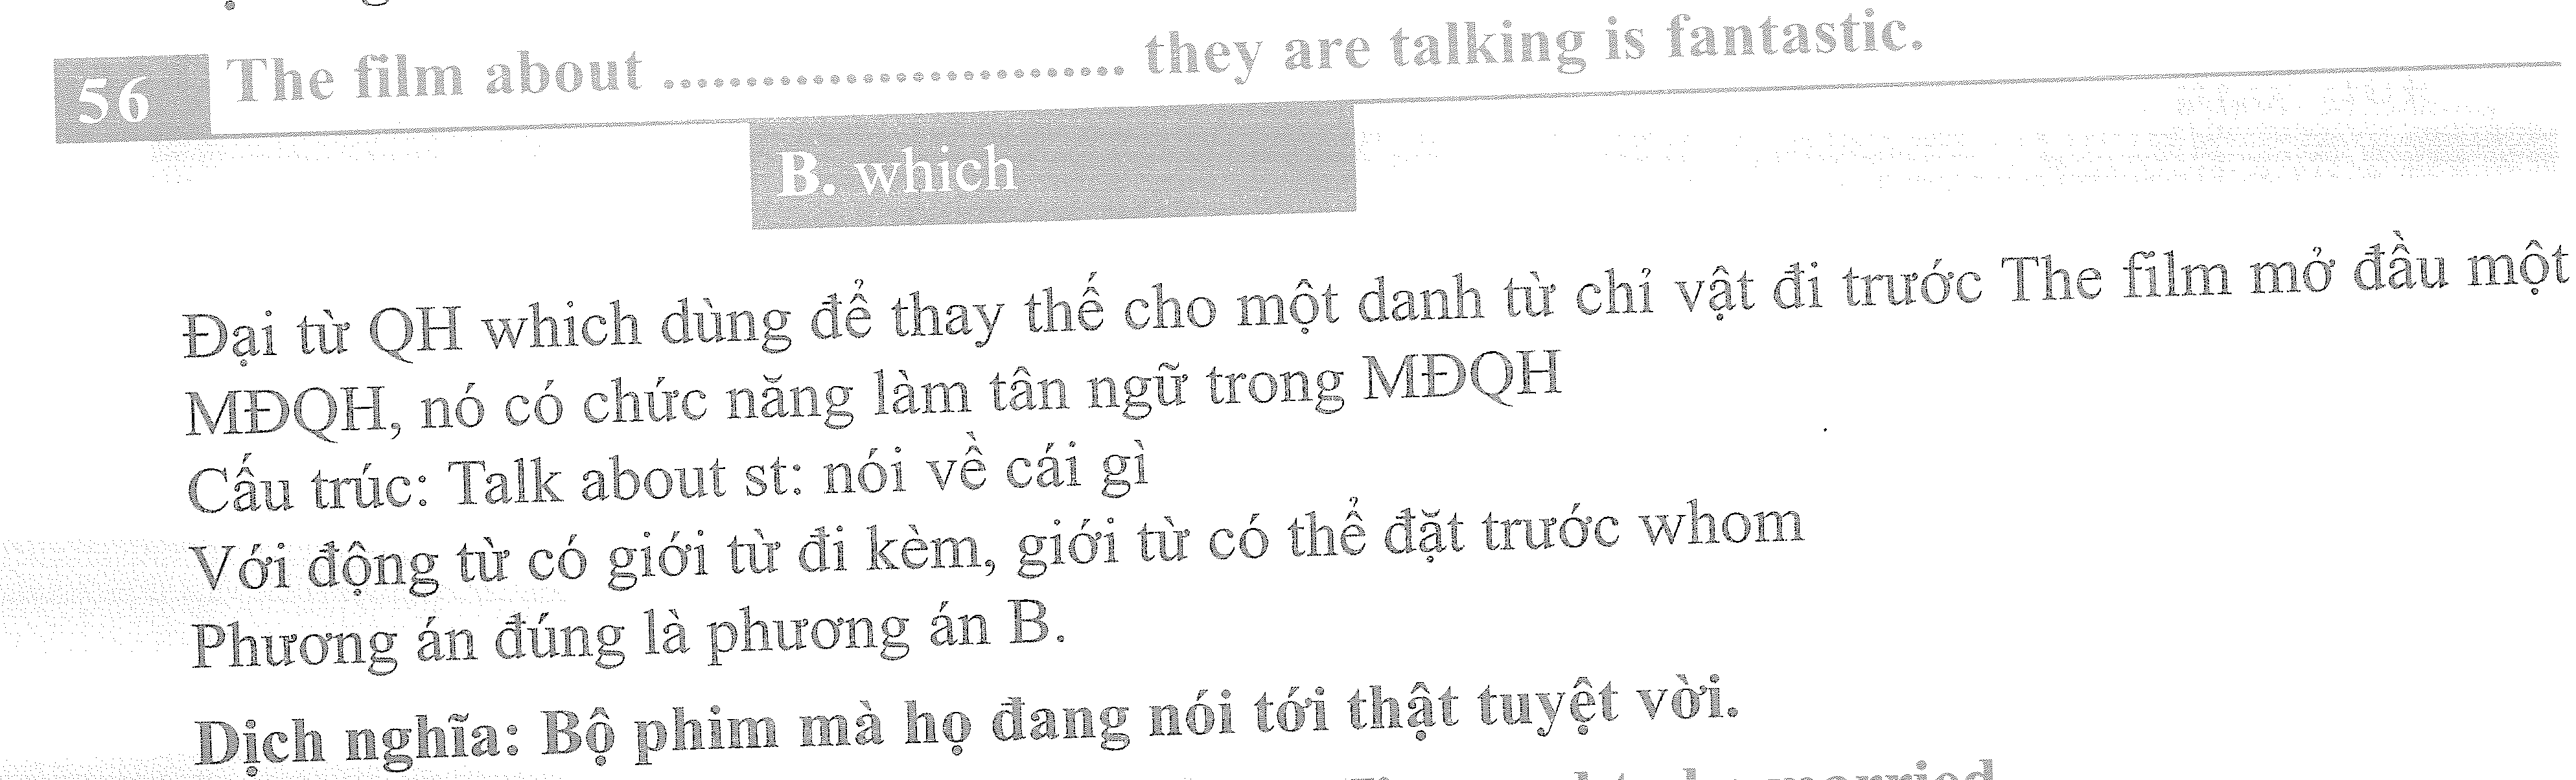 56 The film about ............................ they are talking is fantastic.
B. which
Đại từ QH which dùng để thay thế cho một danh từ chỉ vật đi trước The film mở đầu một
MĐQH, nó có chức năng làm tân ngữ trong MĐQH
Cấu trúc: Talk about st: nói về cái gì
Với động từ có giới từ đi kèm, giới từ có thể đặt trước whom
Phương án đúng là phương án B.
Dịch nghĩa: Bộ phim mà họ đang nói tới thật tuyệt vời.
married